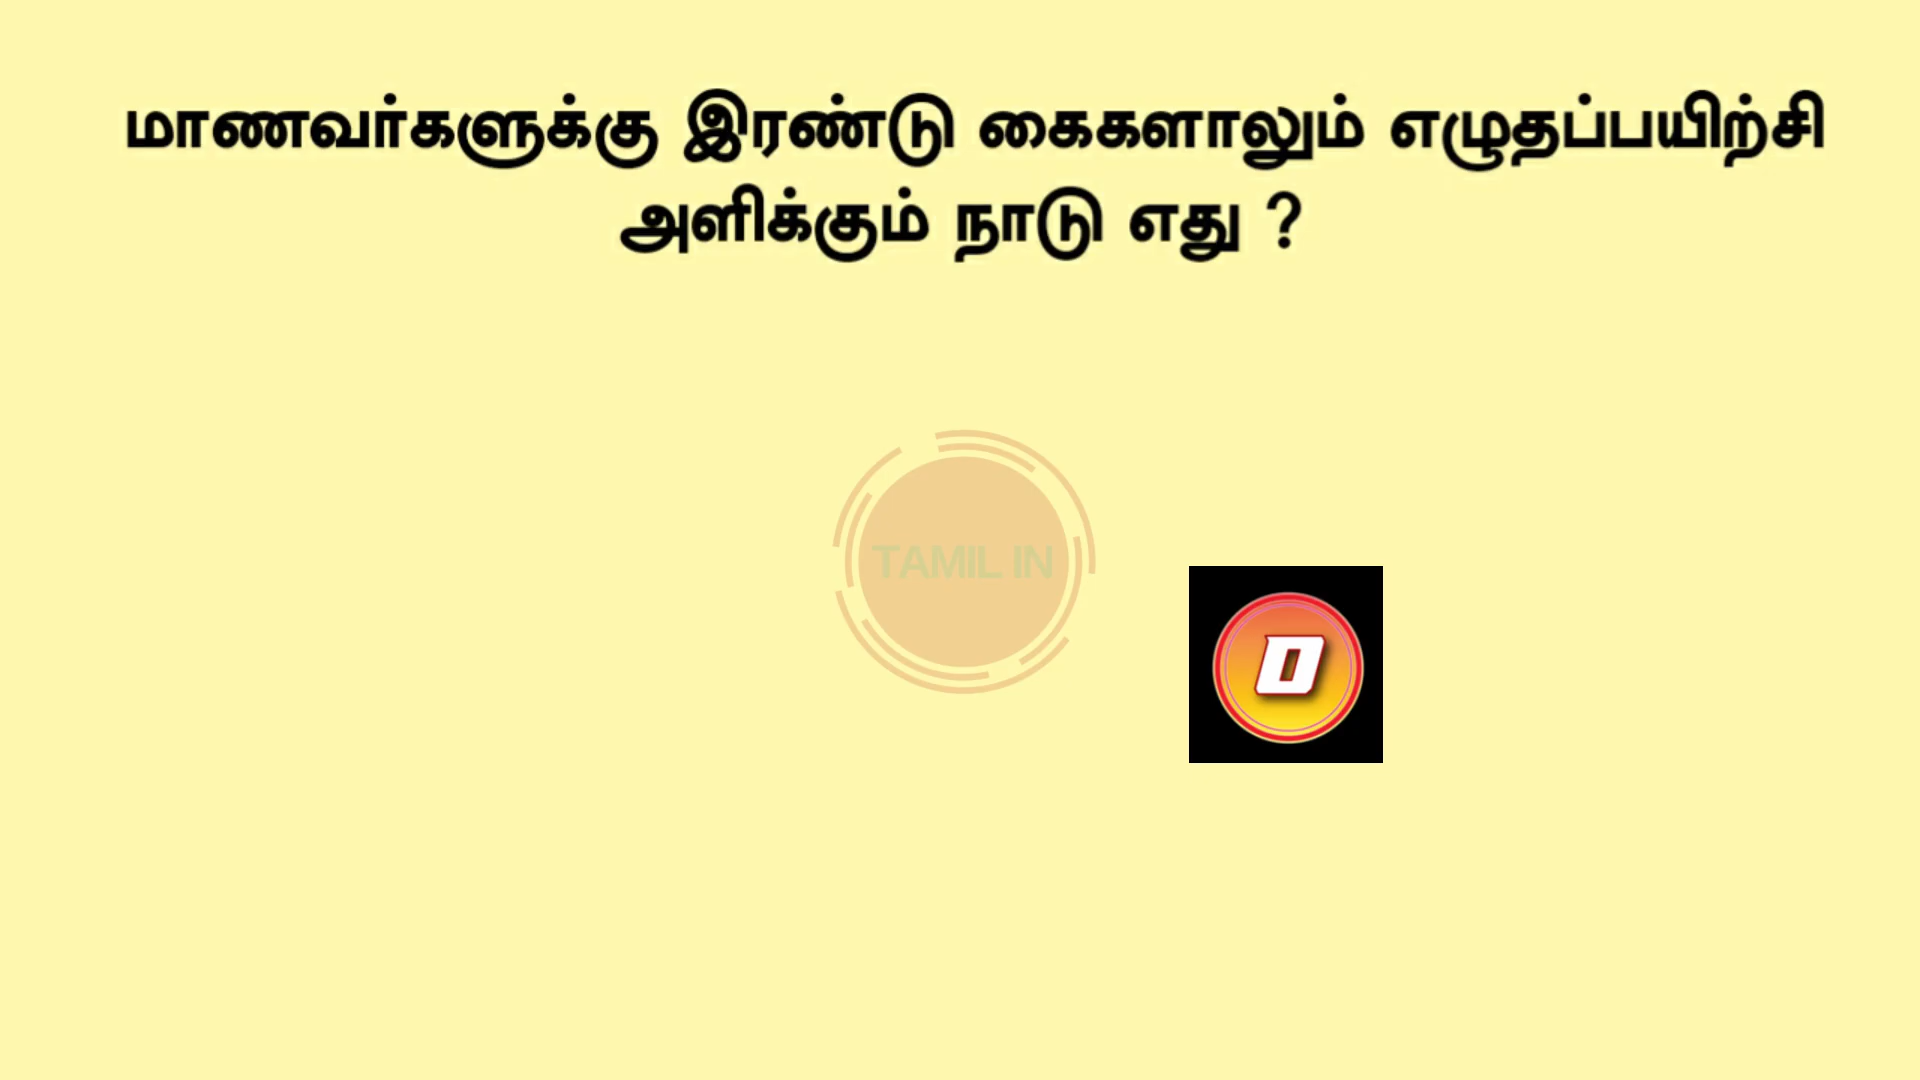 மாணவர்களுக்கு இரண்டு கைகளாலும் எழுதப்பயிற்சி
அளிக்கும் நாடு எது ?
TAMIL IN
D